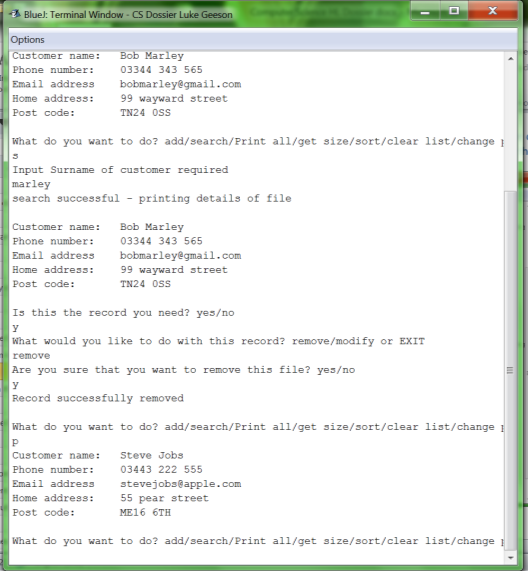 BlueJ: Terminal Window - CS Dossier Luke Geeson
Options
Customer name: Bob Marley
Phone number: 03344 343 565
Email address bobmarley@gmail.com
Home address: 99 wayward street
Post code: TN24 0SS
What do you want to do? add/search/Print all/get size/sort/clear list/change p
s
Input Surname of customer required
marley
search successful - printing details of file
Customer name: Bob Marley
Phone number: 03344 343 565
Email address bobmarley@gmail.com
Home address: 99 wayward street
Post code: TN24 0SS
Is this the record you need? yes/no
y
What would you like to do with this record? remove/modify or EXIT
remove
Are you sure that you want to remove this file? yes/no
y
Record successfully removed
What do you want to do? add/search/Print all/get size/sort/clear list/change p
p
Customer name: Steve Jobs
Phone number: 03443 222 555
Email address stevejobs@apple.com
Home address: 55 pear street
Post code: ME16 6TH
What do you want to do? add/search/Print all/get size/sort/clear list/change p